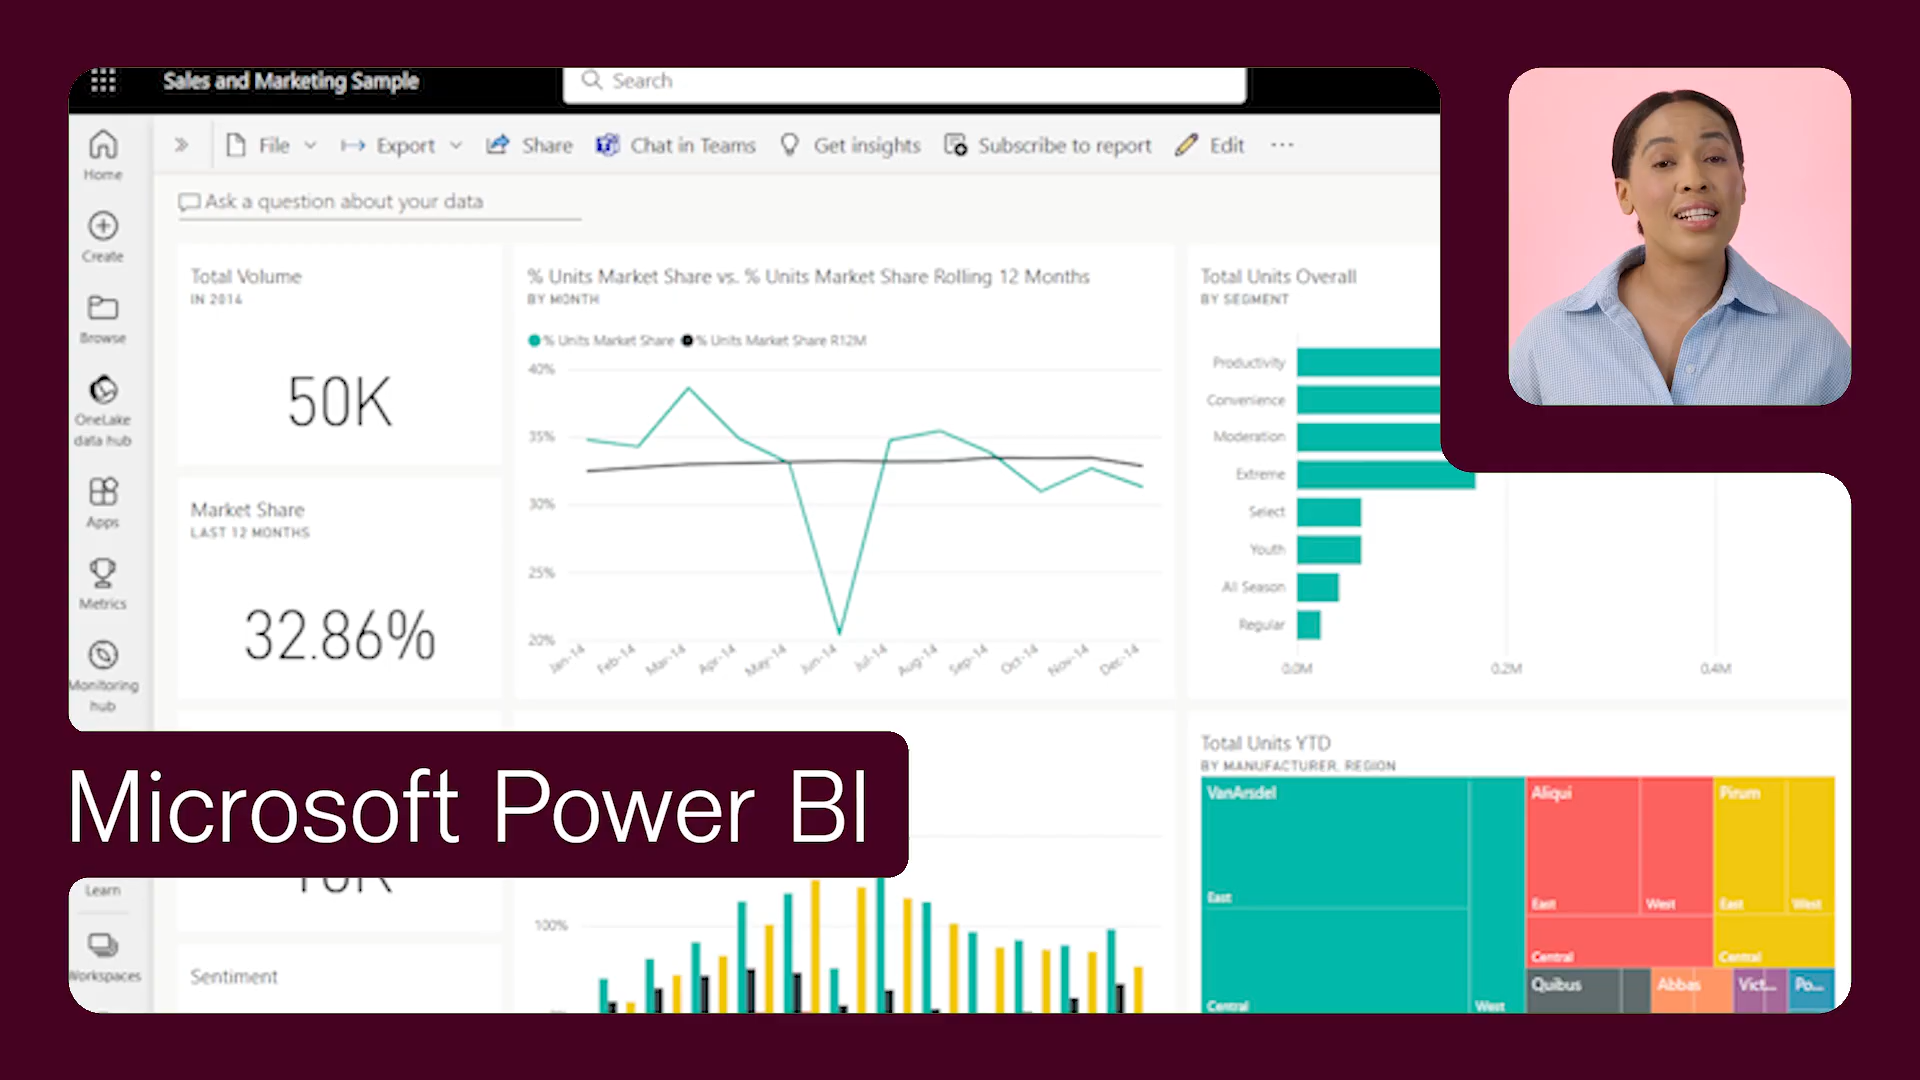 Sales and Marketing Sample
Search
File
Export
Share
Chat in Teams
Get insights
Subscribe to report
Edit
Home
Create
Browse
OneLake
data hub
Apps
Metrics
Monitoring
hub
Learn
Workspaces
Ask a question about your data
Total Volume
IN 2014
50K
Market Share
LAST 12 MONTHS
32.86%
Sentiment
% Units Market Share vs. % Units Market Share Rolling 12 Months
BY MONTH
% Units Market Share
% Units Market Share R12M
40%
35%
30%
25%
20%
Jan-14
Feb-14
Mar-14
Apr-14
May-14
Jun-14
Jul-14
Aug-14
Sep-14
Oct-14
Nov-14
Dec-14
100%
Total Units Overall
BY SEGMENT
Productivity
Convenience
Moderation
Extreme
Select
Youth
All Season
Regular
0.0M
0.2M
0.4M
Total Units YTD
BY MANUFACTURER, REGION
VanArsdel
East
Central
West
Aliqui
East
West
Central
Pirum
East
West
Central
Quibus
Abbas
Vict...
Po...
Microsoft Power BI